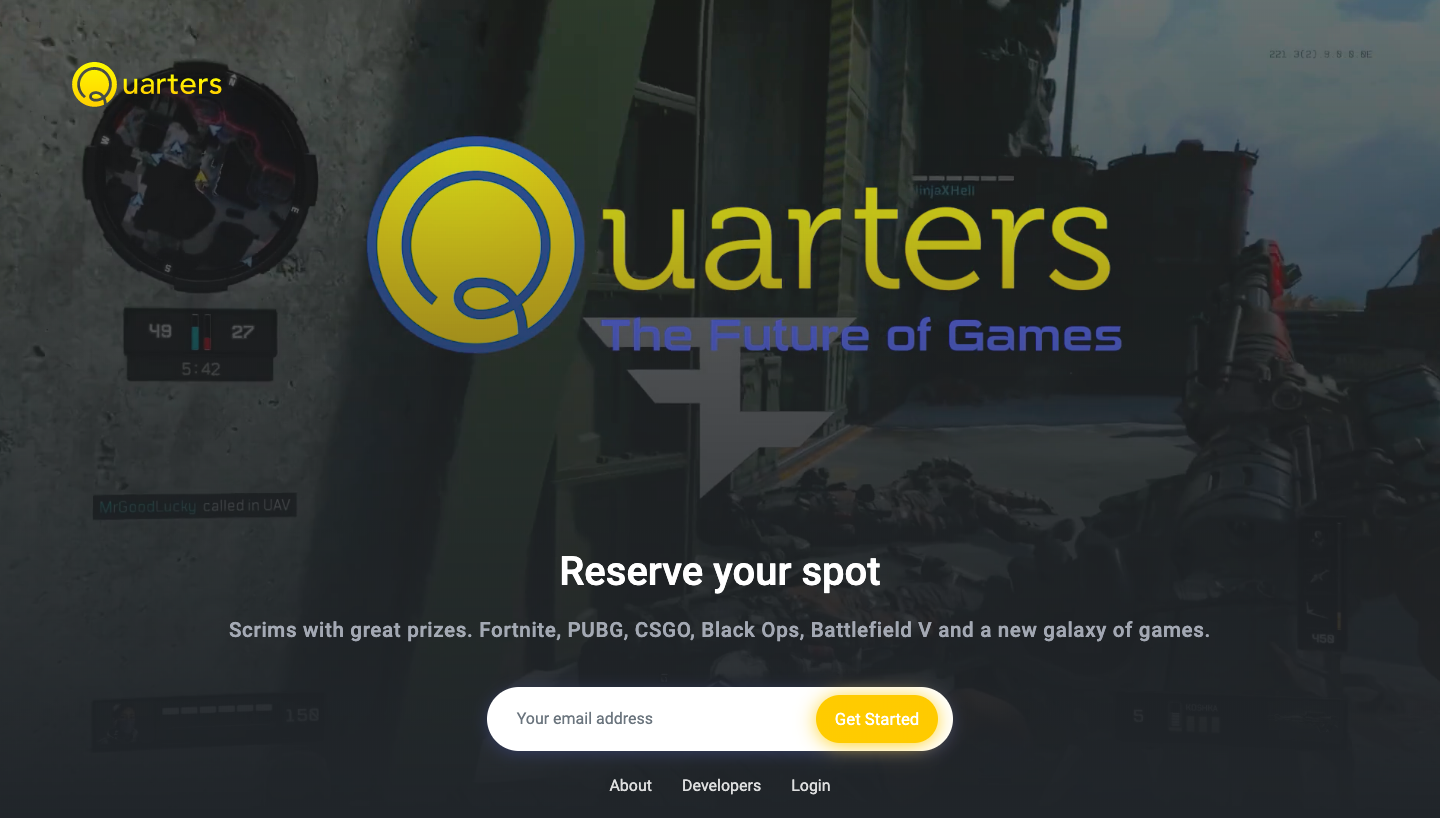 Quarters
NinjaXHell
Quarters
The Future of Games
49 27
5:42
MrGoodLucky called in UAV
Reserve your spot
Scrims with great prizes. Fortnite, PUBG, CSGO, Black Ops, Battlefield V and a new galaxy of games.
458
150
5
Your email address
Get Started
About Developers Login